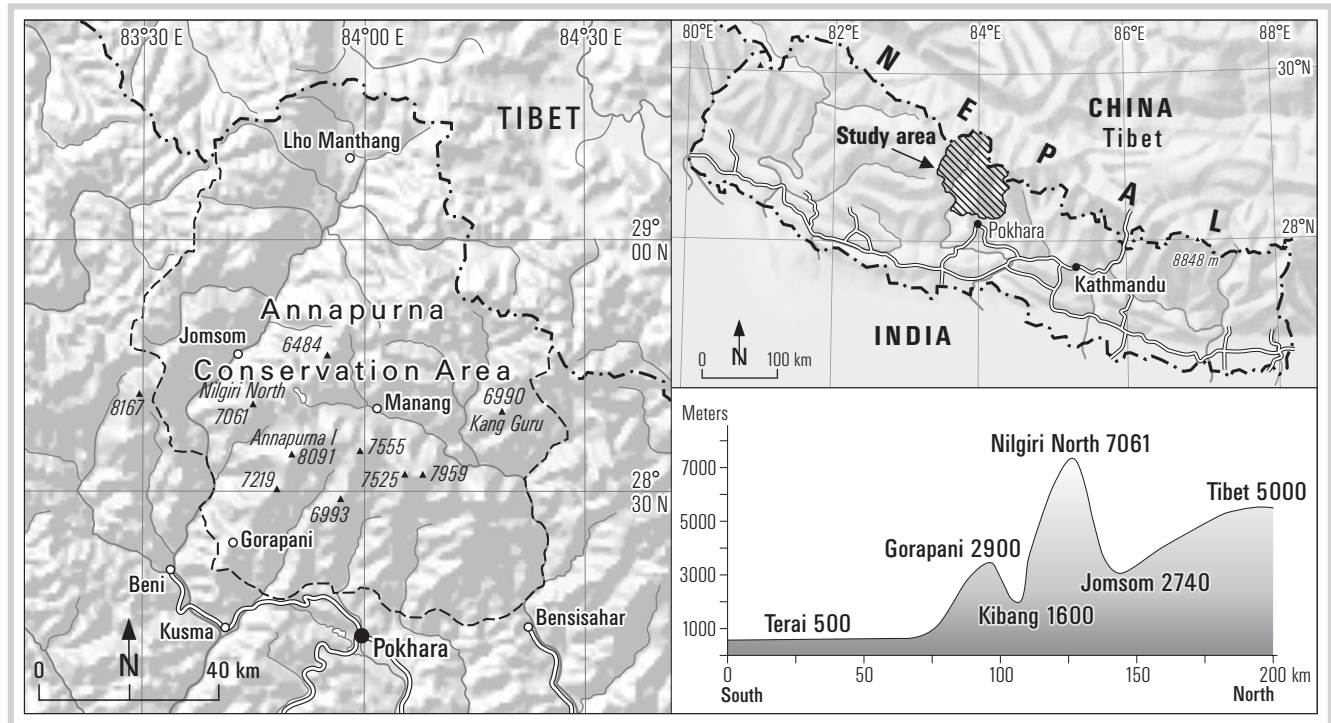 83°30 E
84°00 E
84°30 E
TIBET
Lho Manthang
29°
00 N
Annapurna
Jomsom
6484
Conservation Area
Nilgiri North
7061
8167
6990
Kang Guru
Manang
Annapurna I
8091
7555
7219
7525
7959
28°
30 N
6993
Gorapani
Beni
Kusma
Bensisahar
Pokhara
N
0
40 km
80°E
82°E
84°E
86°E
88°E
30°N
NEPAL
CHINA
Tibet
Study area
Pokhara
28°N
8848 m
Kathmandu
INDIA
0
N
100 km
Meters
Nilgiri North 7061
7000
Tibet 5000
5000
Gorapani 2900
3000
Jomsom 2740
Kibang 1600
Terai 500
1000
0
50
100
150
200 km
South
North